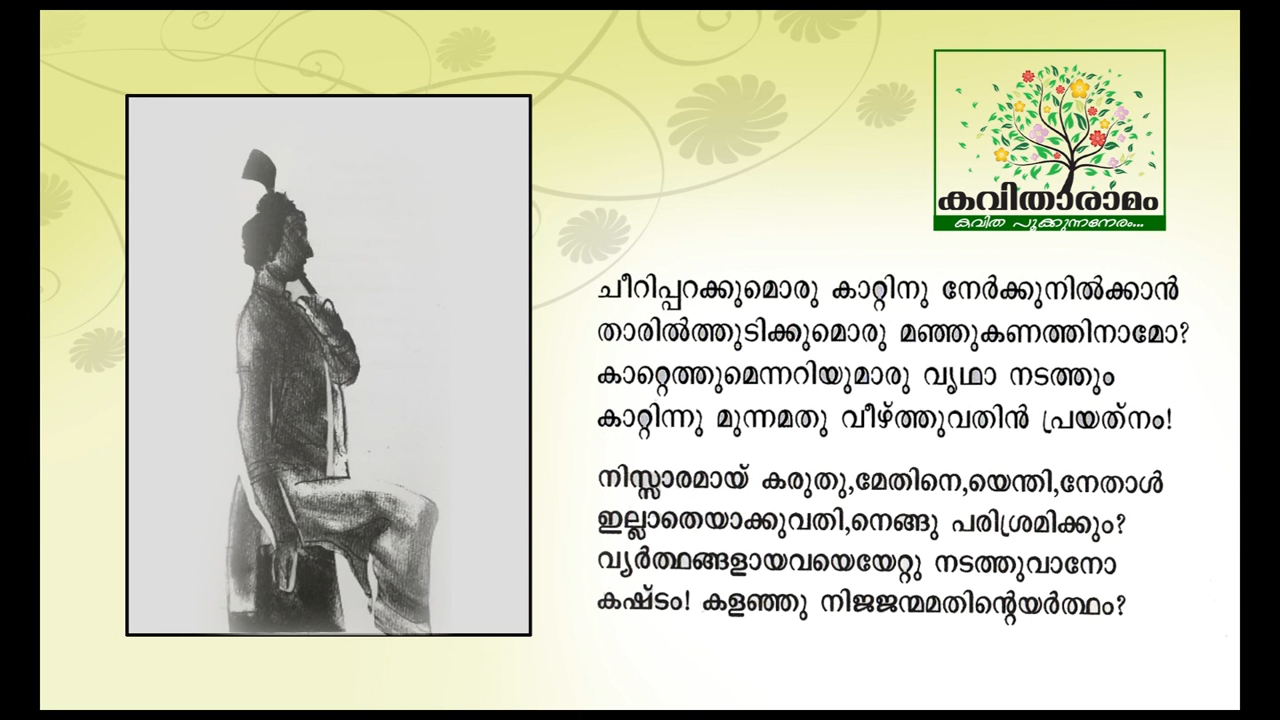 കവിതാരാമം
കവിത പൂക്കുന്നനേരം...
ചീറിപ്പറക്കുമൊരു കാറ്റിനു നേർക്കുനിൽക്കാൻ
താരിൽത്തുടിക്കുമൊരു മഞ്ഞുകണത്തിനാമോ?
കാറ്റെത്തുമെന്നറിയുമാരു വൃഥാ നടത്തും
കാറ്റിന്നു മുന്നമതു വീഴ്ത്തുവതിൻ പ്രയത്നം!
നിസ്സാരമായ് കരുതു,മേതിനെ,യെന്തി,നേതാൾ
ഇല്ലാതെയാക്കുവതി,നെങ്ങു പരിശ്രമിക്കും?
വ്യർത്ഥങ്ങളായവയെയേറ്റു നടത്തുവാനോ
കഷ്ടം! കളഞ്ഞു നിജജന്മമതിന്റെയർത്ഥം?